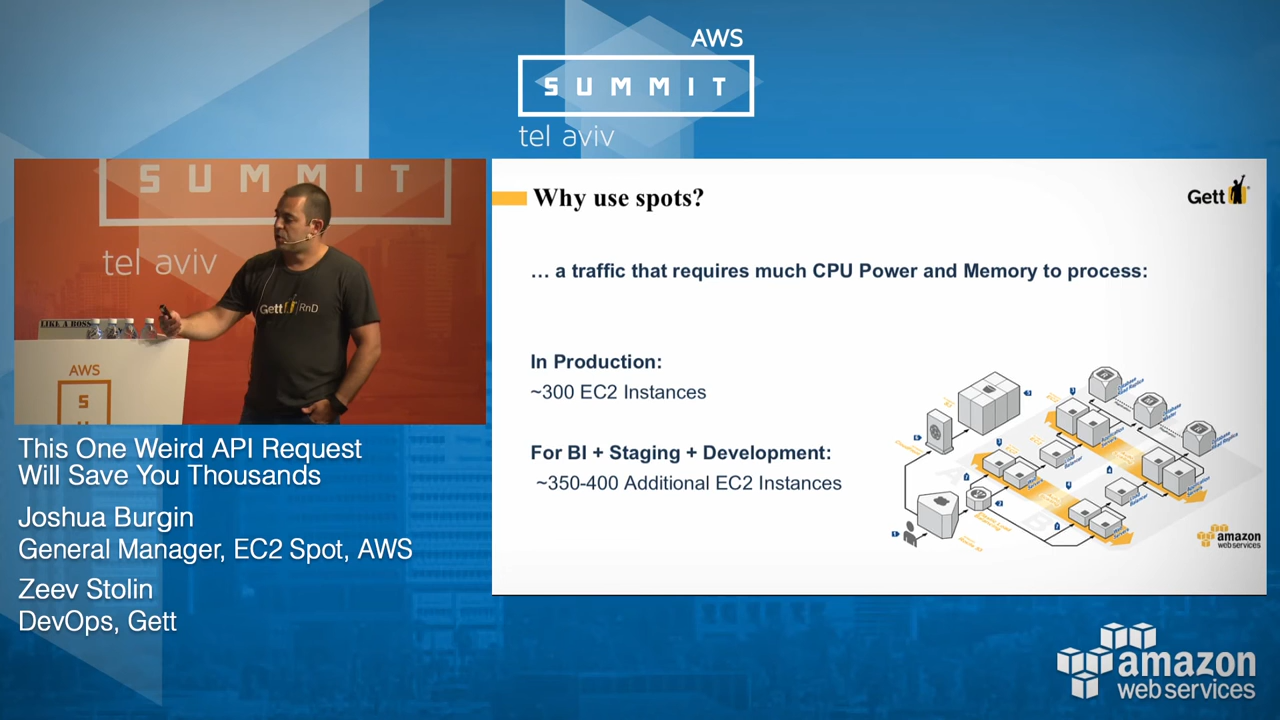 AWS
SUMMIT
tel aviv
SUMMIT
tel aviv
LIKE A BOSS
Gett RnD
AWS
S
This One Weird API Request
Will Save You Thousands
Joshua Burgin
General Manager, EC2 Spot, AWS
Zeev Stolin
DevOps, Gett
Why use spots?
Gett
… a traffic that requires much CPU Power and Memory to process:
In Production:
~300 EC2 Instances
For BI + Staging + Development:
~350-400 Additional EC2 Instances
amazon
web services
amazon
web services